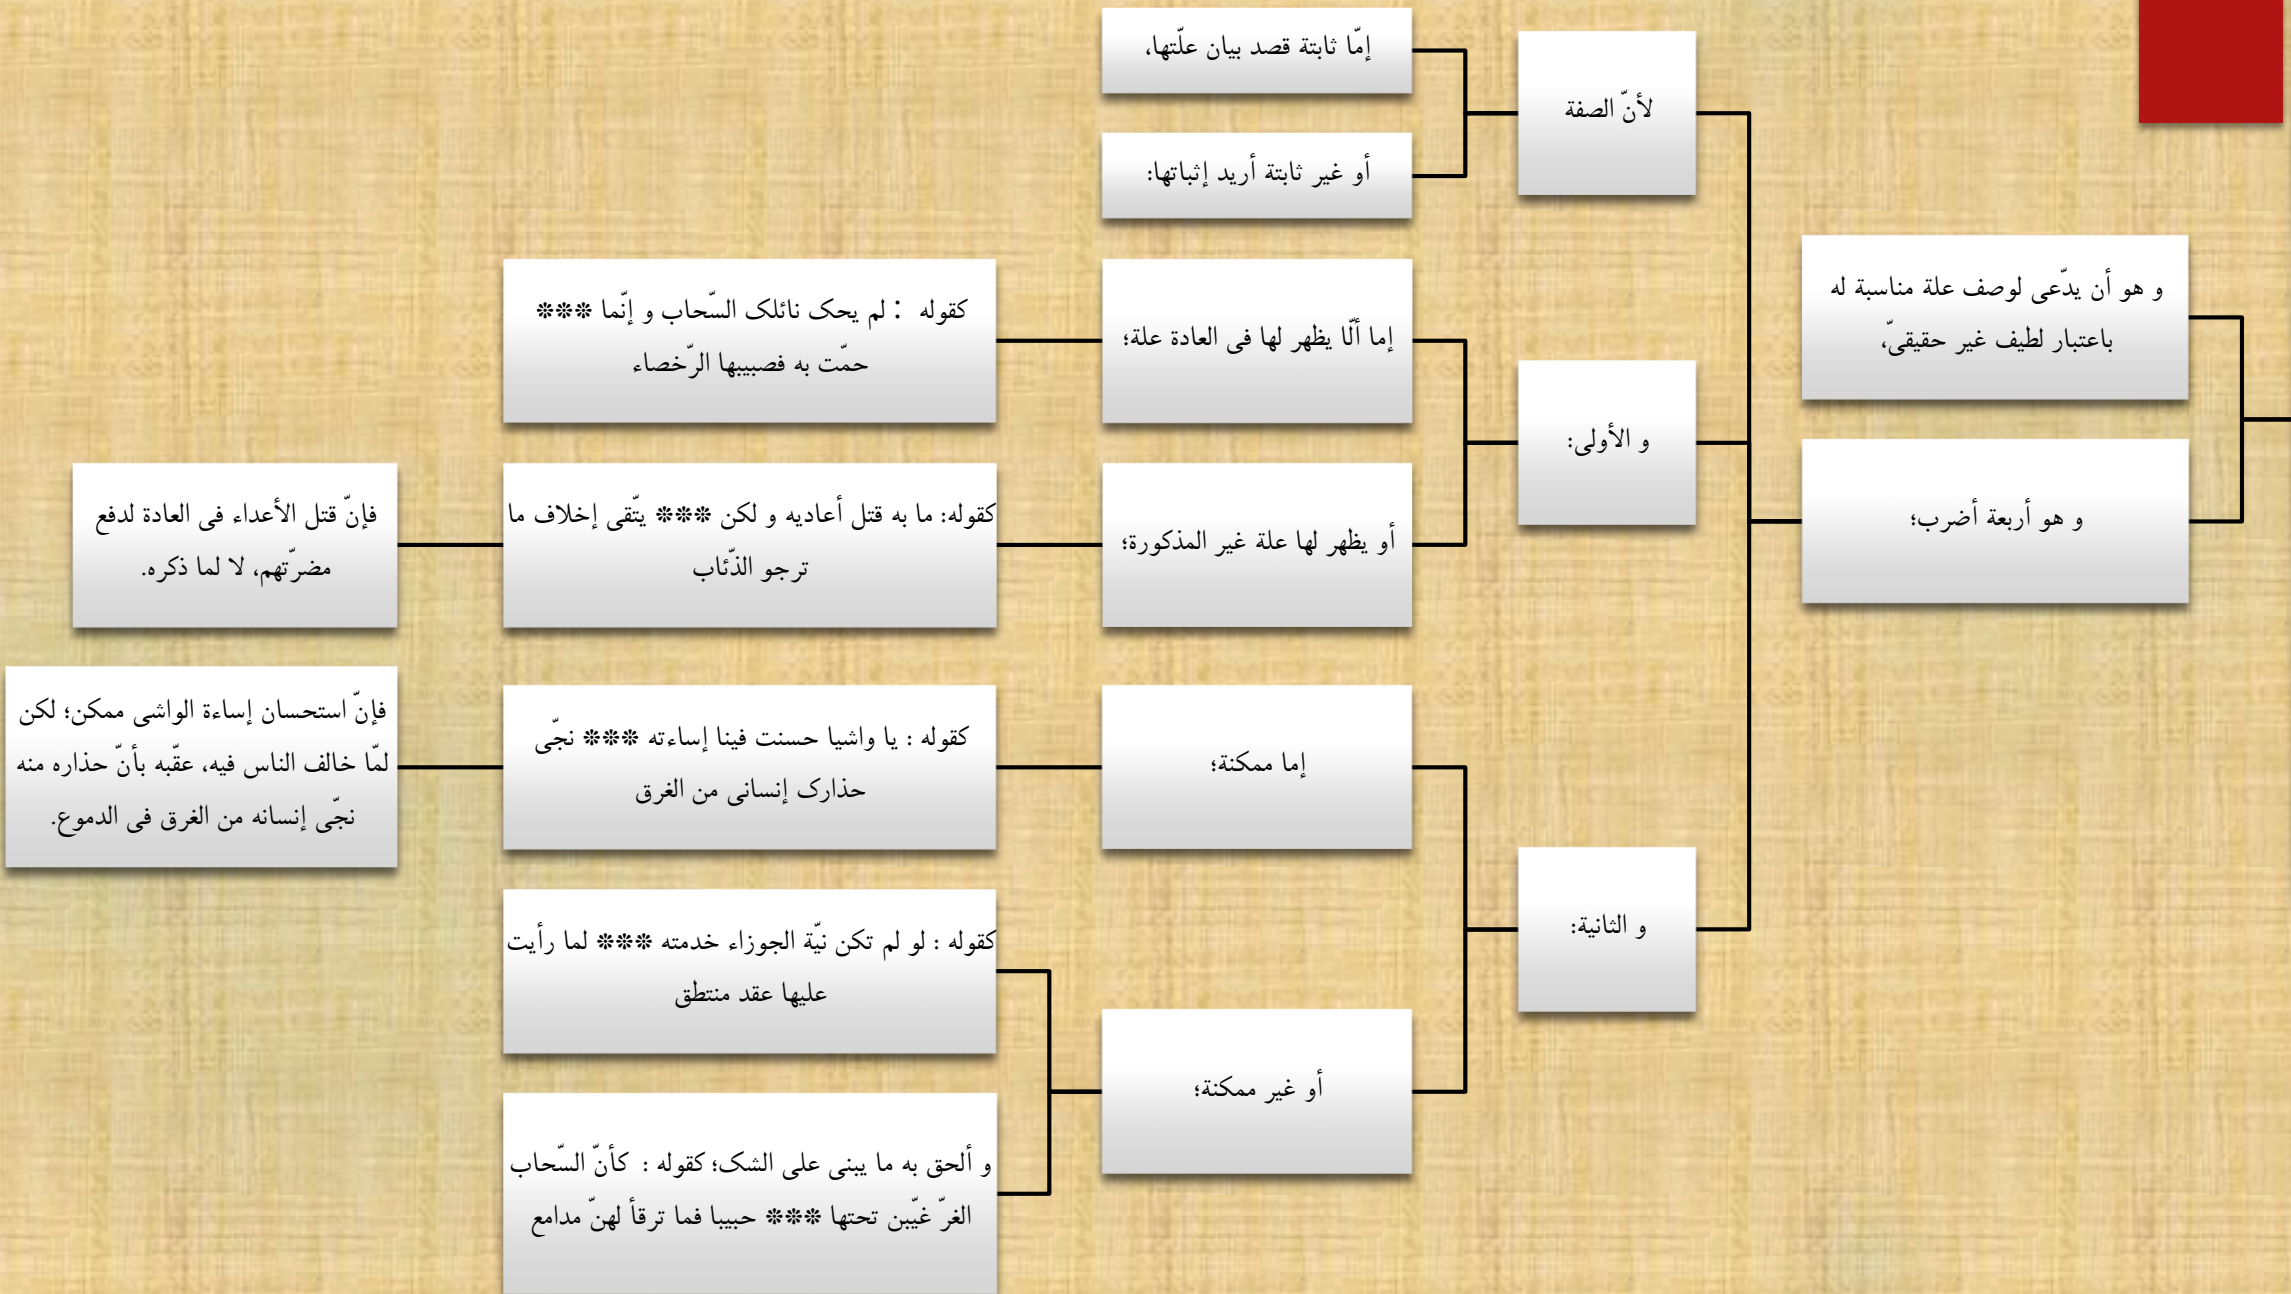 و هو أن يدّعى لوصف علة مناسبة له
باعتبار لطيف غير حقيقىّ،
و هو أربعة أضرب؛
لأنّ الصفة
إمّا ثابتة قصد بيان علّتها،
أو غير ثابتة أريد إثباتها:
و الأولى:
إما ألّا يظهر لها فى العادة علة؛
كقوله : لم يحک نائلک السّحاب و إنّما ***
حمّت به فصبيبها الرّخصاء
أو يظهر لها علة غير المذكورة؛
كقوله: ما به قتل أعاديه و لكن *** يتّقى إخلاف ما
ترجو الذّئاب
فإنّ قتل الأعداء فى العادة لدفع
مضرّتهم، لا لما ذكره.
و الثانية:
إما ممكنة؛
كقوله : يا واشيا حسنت فينا إساءته *** نجّى
حذارک إنسانى من الغرق
فإنّ استحسان إساءة الواشى ممكن؛ لكن
لمّا خالف الناس فيه، عقّبه بأنّ حذاره منه
نجّى إنسانه من الغرق فى الدموع.
أو غير ممكنة؛
كقوله : لو لم تكن نيّة الجوزاء خدمته *** لما رأيت
عليها عقد منتطق
و ألحق به ما يبنى على الشک؛ كقوله : كأنّ السّحاب
الغرّ غيّبن تحتها *** حبيبا فما ترقأ لهنّ مدامع